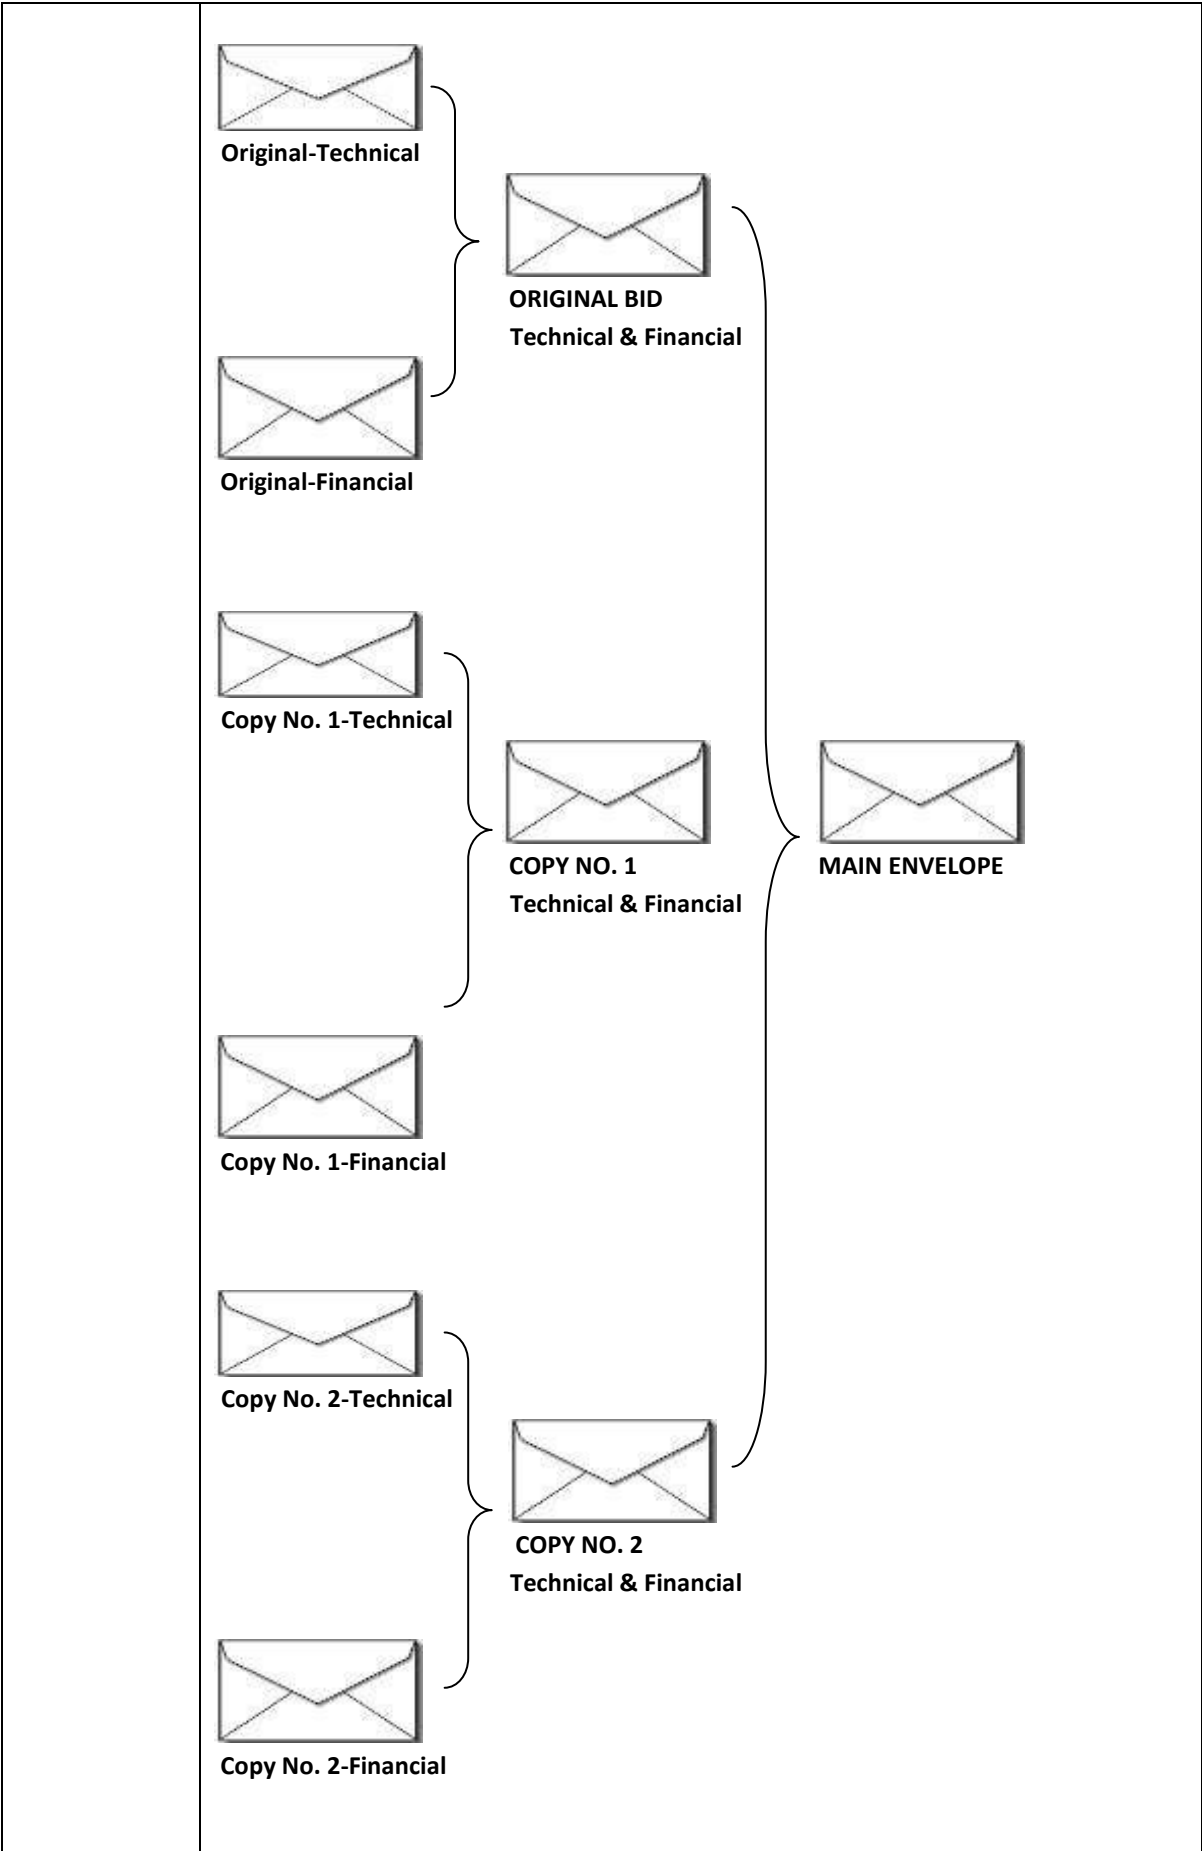 Original-Technical
ORIGINAL BID
Technical & Financial
Original-Financial
Copy No. 1-Technical
COPY NO. 1
Technical & Financial
MAIN ENVELOPE
Copy No. 1-Financial
Copy No. 2-Technical
COPY NO. 2
Technical & Financial
Copy No. 2-Financial